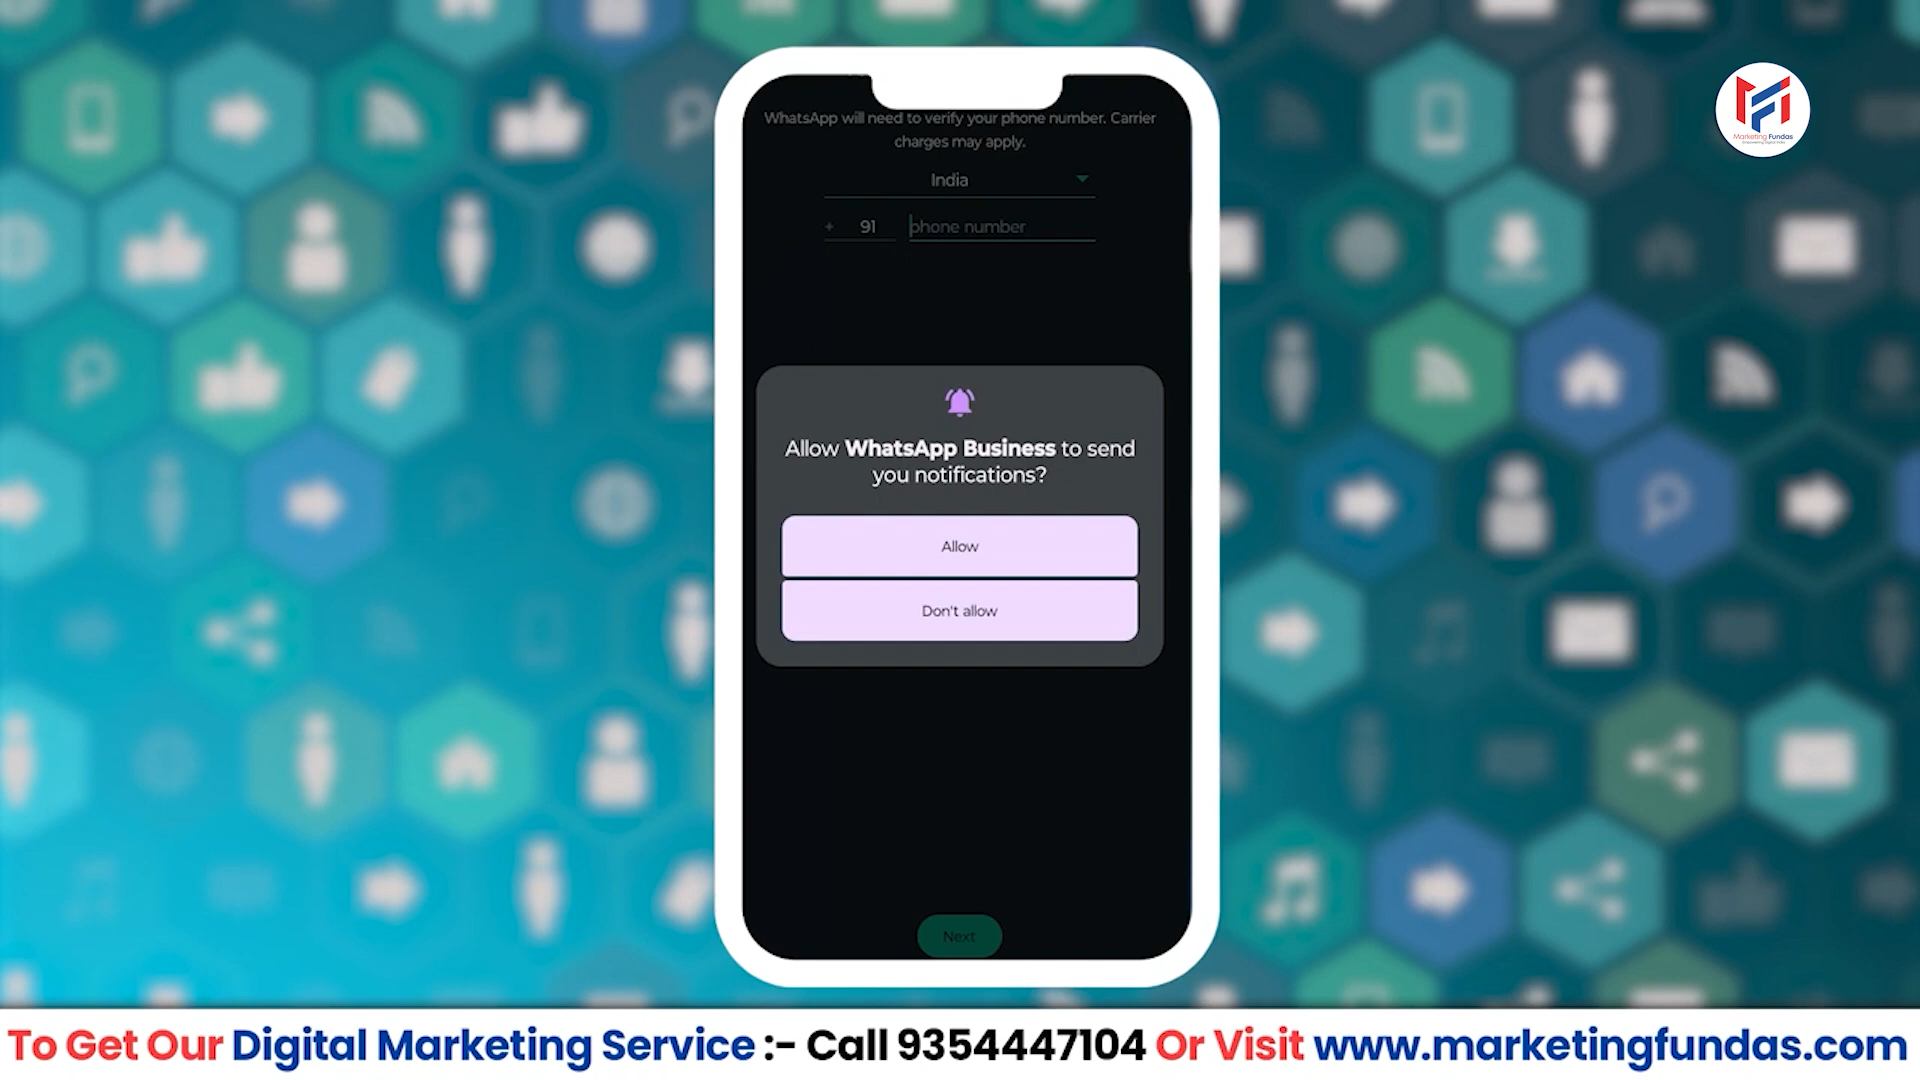 WhatsApp will need to verify your phone number. Carrier
charges may apply.
India
+ 91 phone number
Allow WhatsApp Business to send
you notifications?
Allow
Don't allow
Next
Marketing Fundas
To Get Our Digital Marketing Service :- Call 9354447104 Or Visit www.marketingfundas.com